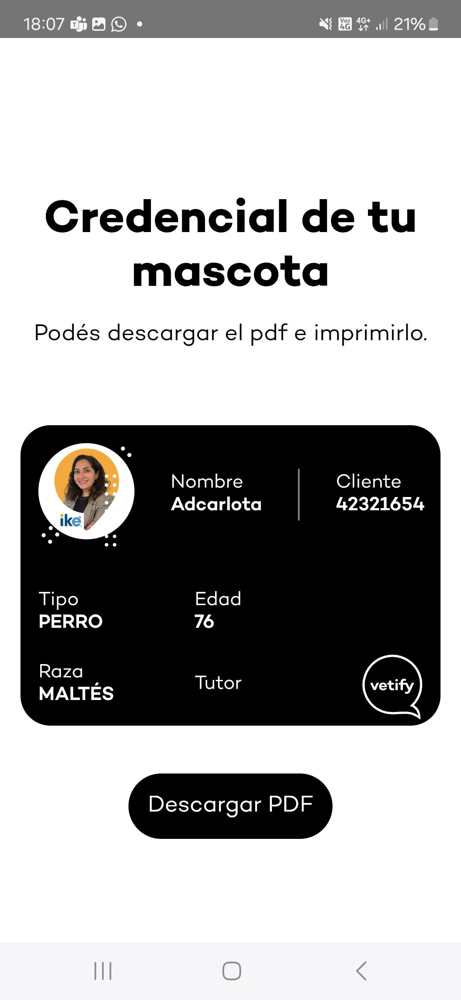 18:07
Voz 4G 4G+ 21%
Credencial de tu
mascota
Podés descargar el pdf e imprimirlo.
ike
Nombre
Adcarlota
Cliente
42321654
Tipo
PERRO
Edad
76
Raza
MALTÉS
Tutor
vetify
Descargar PDF